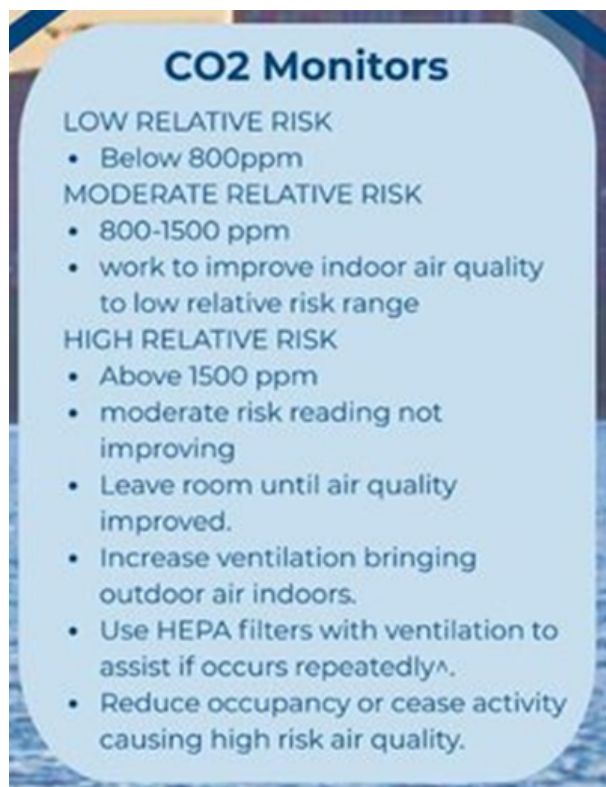 CO2 Monitors
LOW RELATIVE RISK
• Below 800ppm
MODERATE RELATIVE RISK
• 800-1500 ppm
• work to improve indoor air quality
to low relative risk range
HIGH RELATIVE RISK
• Above 1500 ppm
• moderate risk reading not
improving
• Leave room until air quality
improved.
• Increase ventilation bringing
outdoor air indoors.
• Use HEPA filters with ventilation to
assist if occurs repeatedly^.
• Reduce occupancy or cease activity
causing high risk air quality.